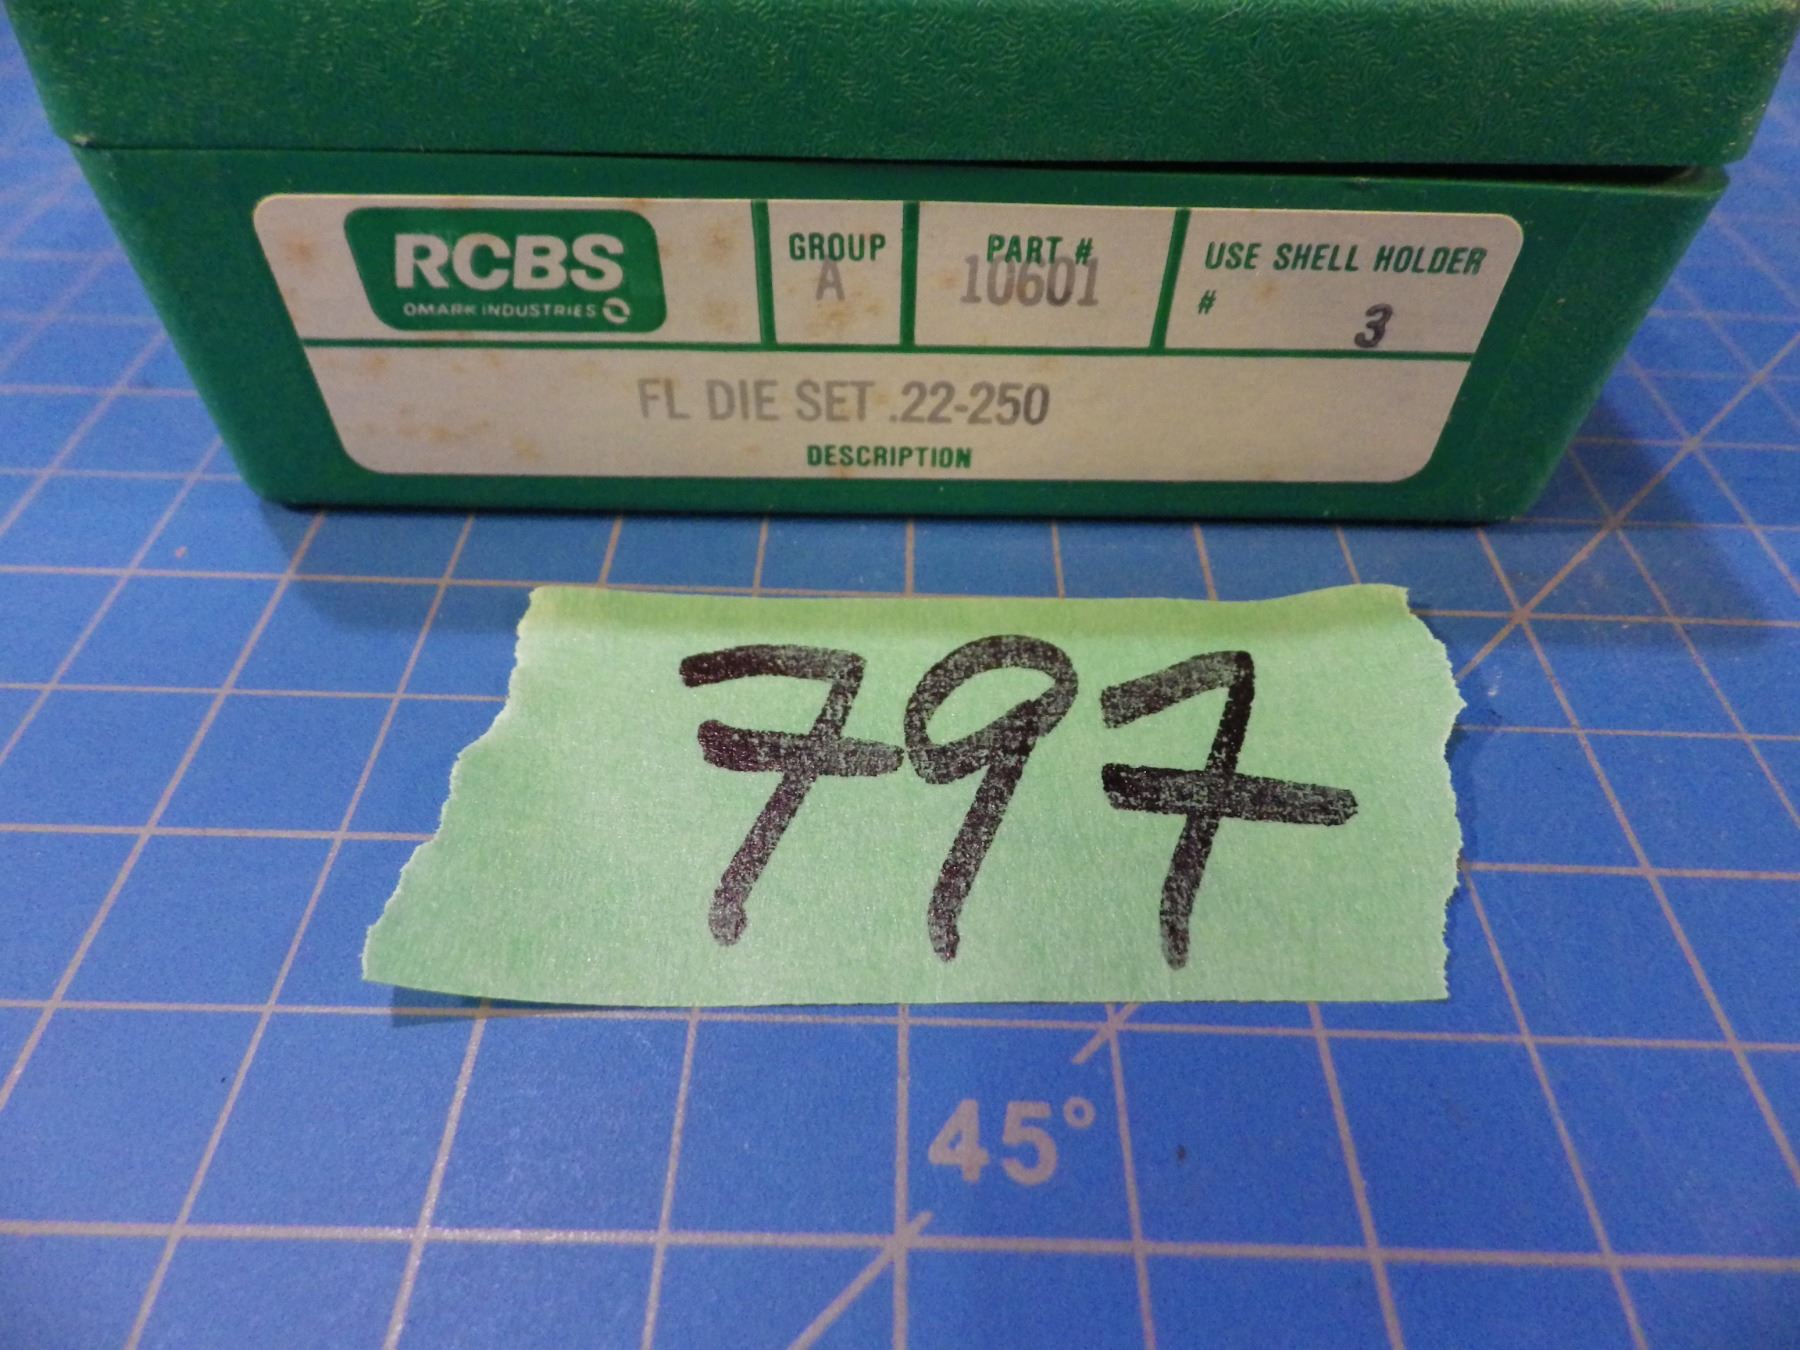 RCBS
OMARK INDUSTRIES
GROUP
A
PART #
10601
USE SHELL HOLDER
# 3
FL DIE SET .22-250
DESCRIPTION
797
45°